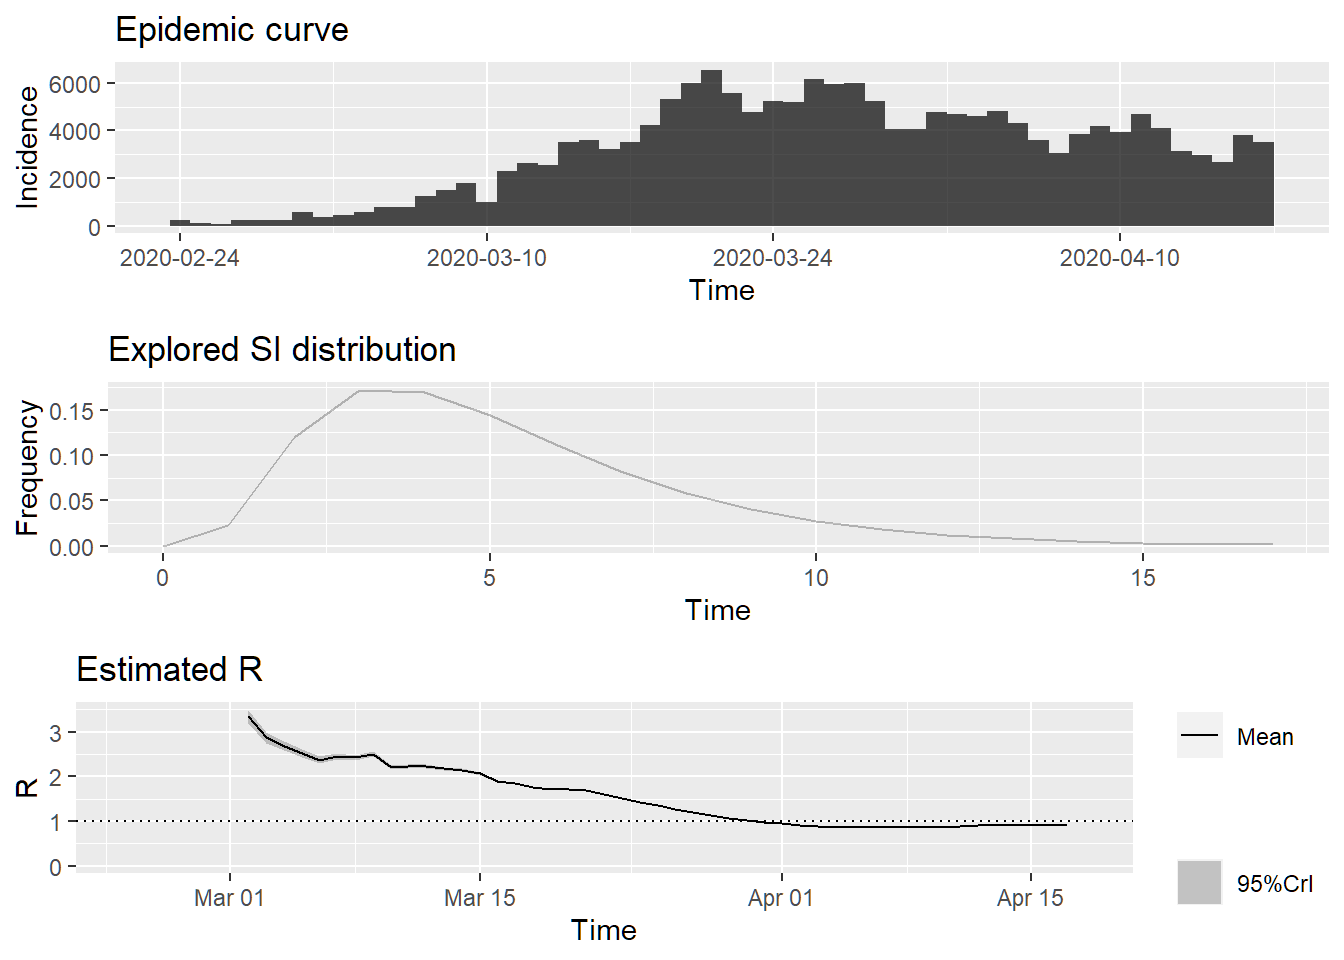 Epidemic curve
Incidence
6000
4000
2000
0
2020-02-24 2020-03-10 2020-03-24 2020-04-10
Time
Explored SI distribution
Frequency
0.15
0.10
0.05
0.00
0 5 10 15
Time
Estimated R
R
3
2
1
0
Mar 01 Mar 15 Apr 01 Apr 15
Time
Mean
95%CrI